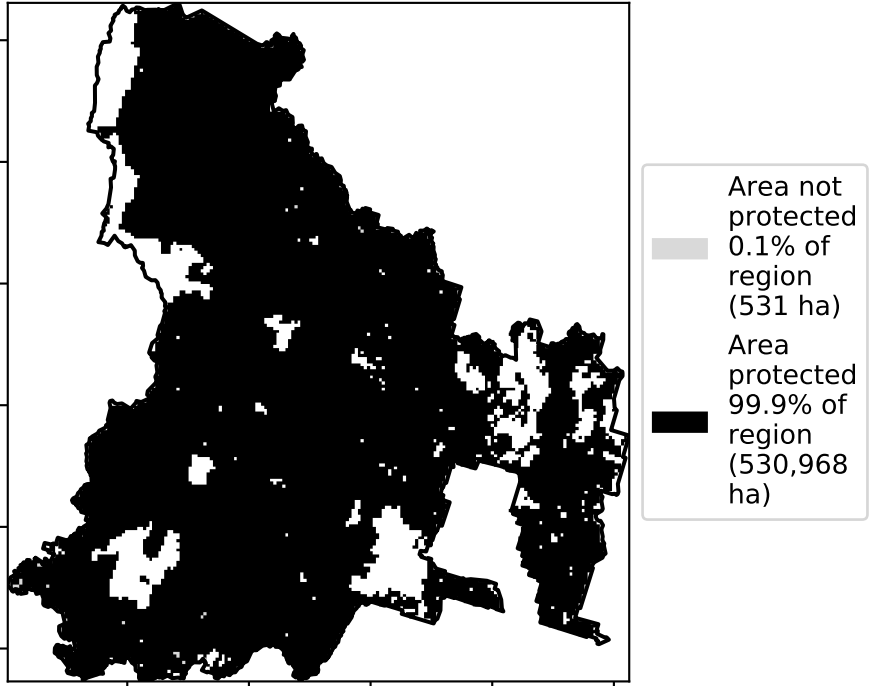 Area not
protected
0.1% of
region
(531 ha)
Area
protected
99.9% of
region
(530,968
ha)